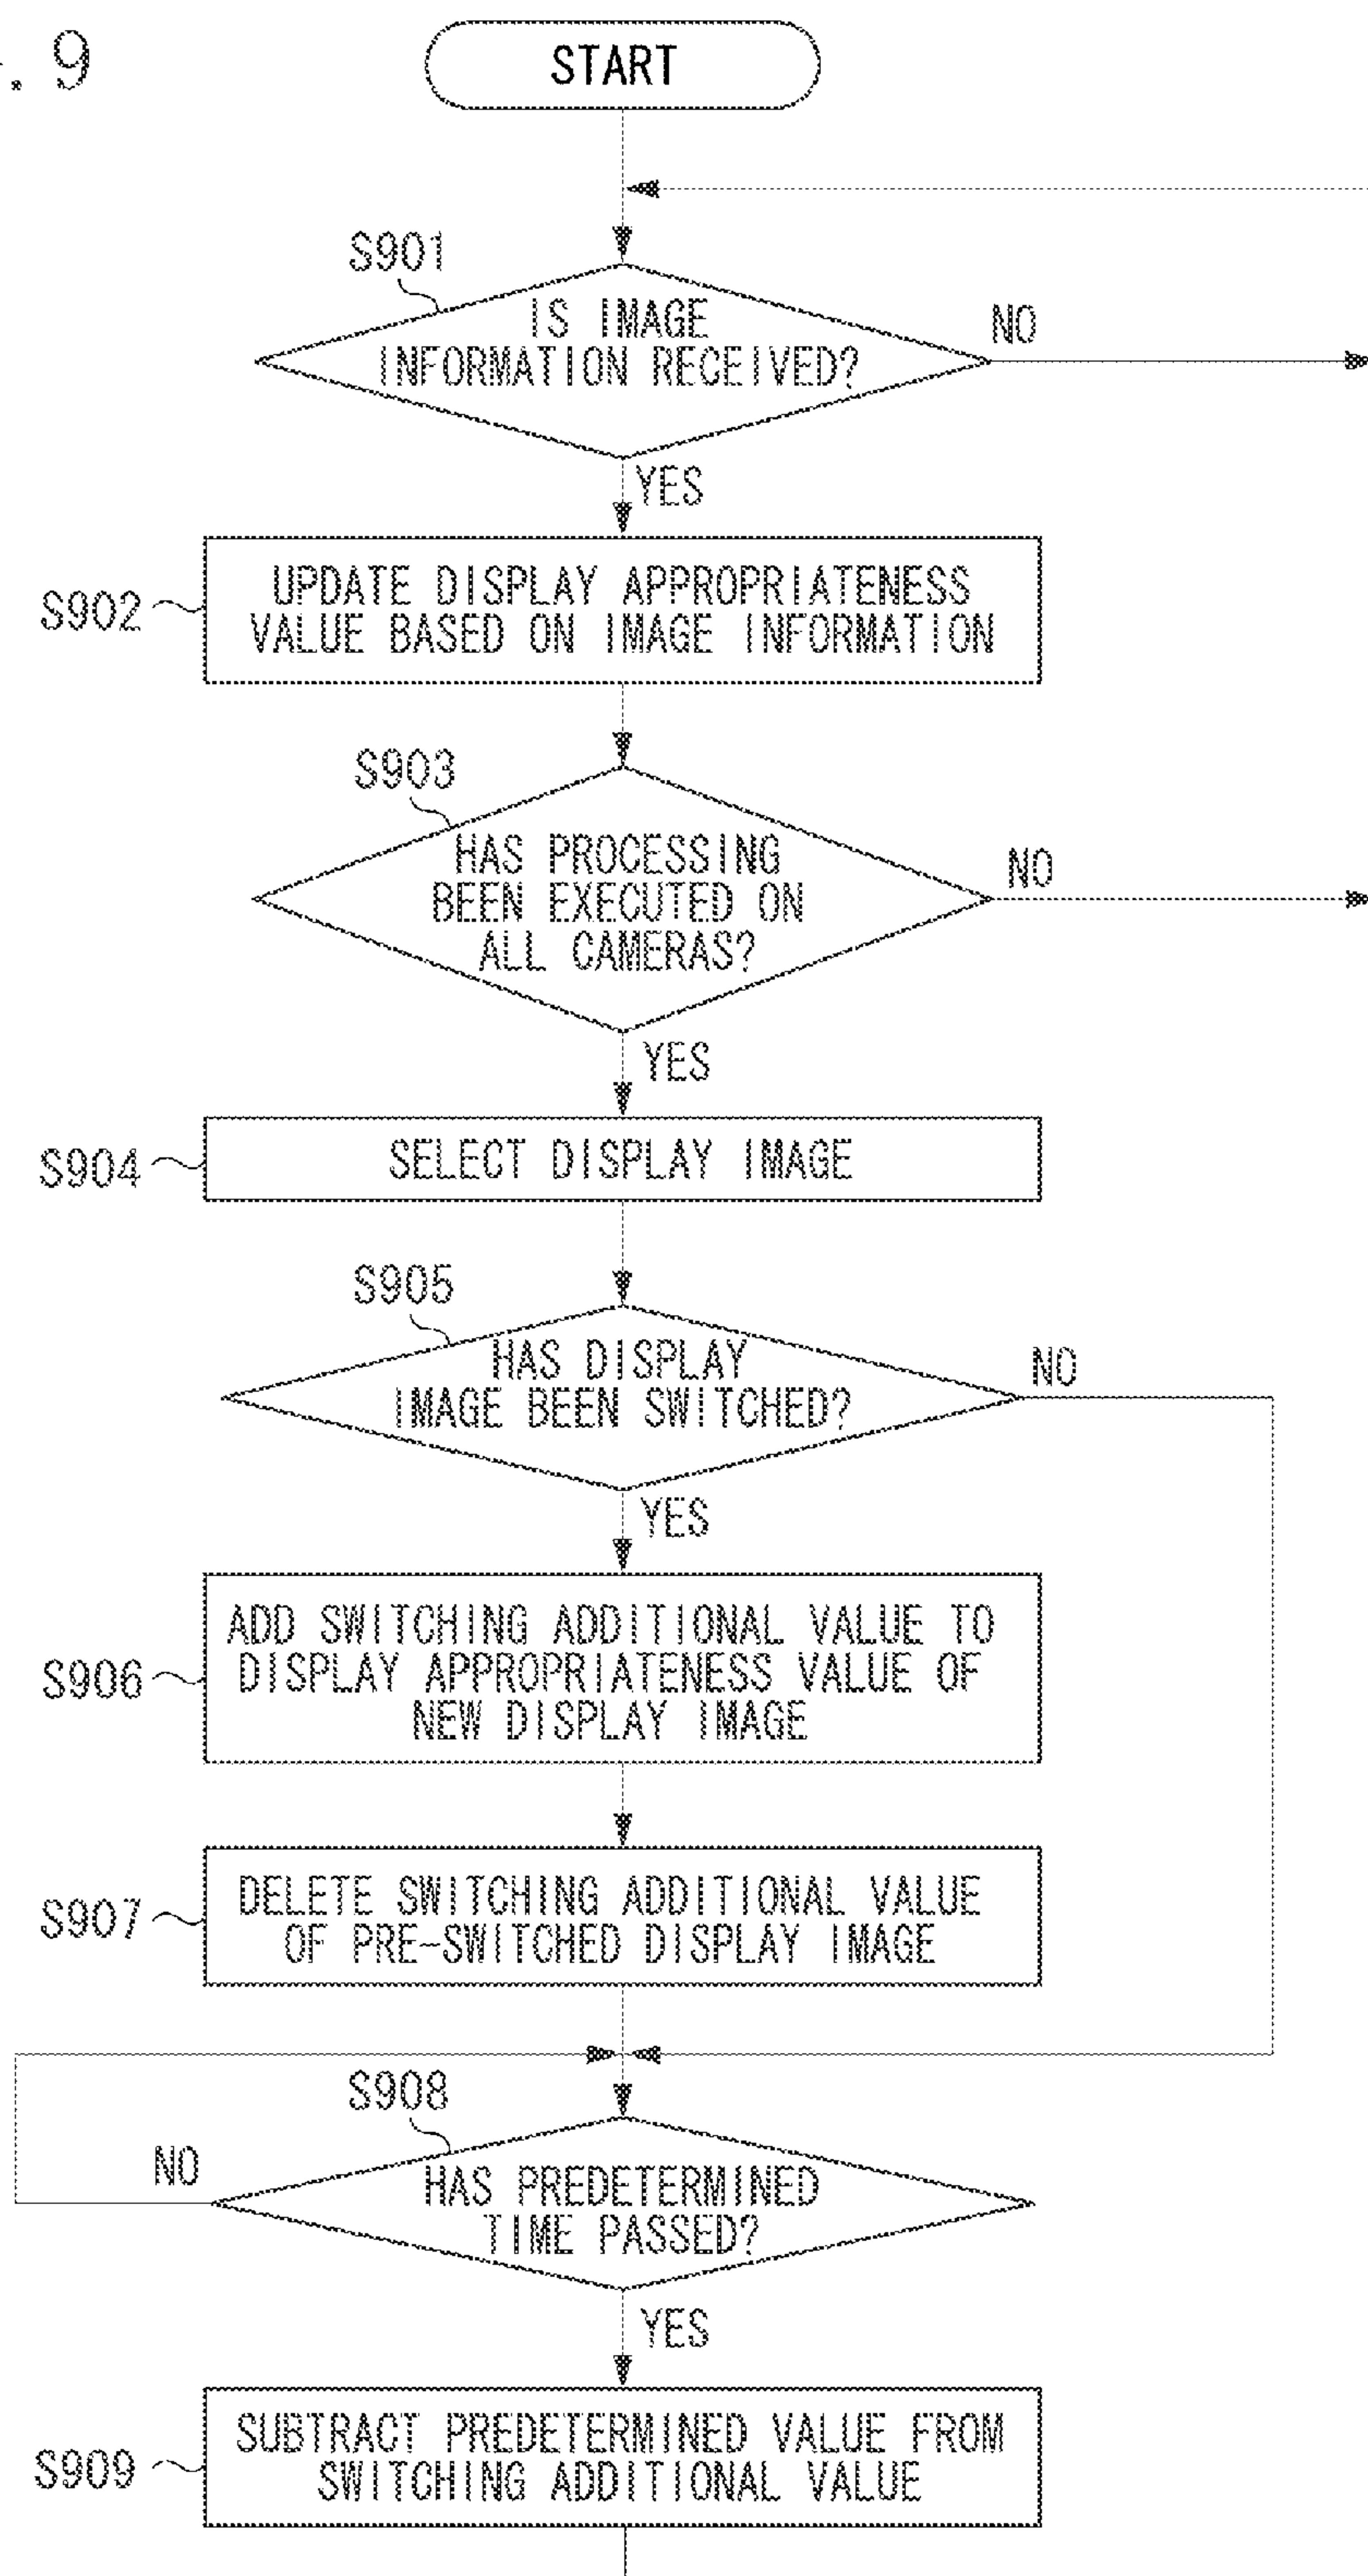 . 9
START
S901
IS IMAGE
INFORMATION RECEIVED?
NO
YES
S902
UPDATE DISPLAY APPROPRIATENESS
VALUE BASED ON IMAGE INFORMATION
S903
HAS PROCESSING
BEEN EXECUTED ON
ALL CAMERAS?
NO
YES
S904
SELECT DISPLAY IMAGE
S905
HAS DISPLAY
IMAGE BEEN SWITCHED?
NO
YES
S906
ADD SWITCHING ADDITIONAL VALUE TO
DISPLAY APPROPRIATENESS VALUE OF
NEW DISPLAY IMAGE
S907
DELETE SWITCHING ADDITIONAL VALUE
OF PRE-SWITCHED DISPLAY IMAGE
S908
NO
HAS PREDETERMINED
TIME PASSED?
YES
S909
SUBTRACT PREDETERMINED VALUE FROM
SWITCHING ADDITIONAL VALUE